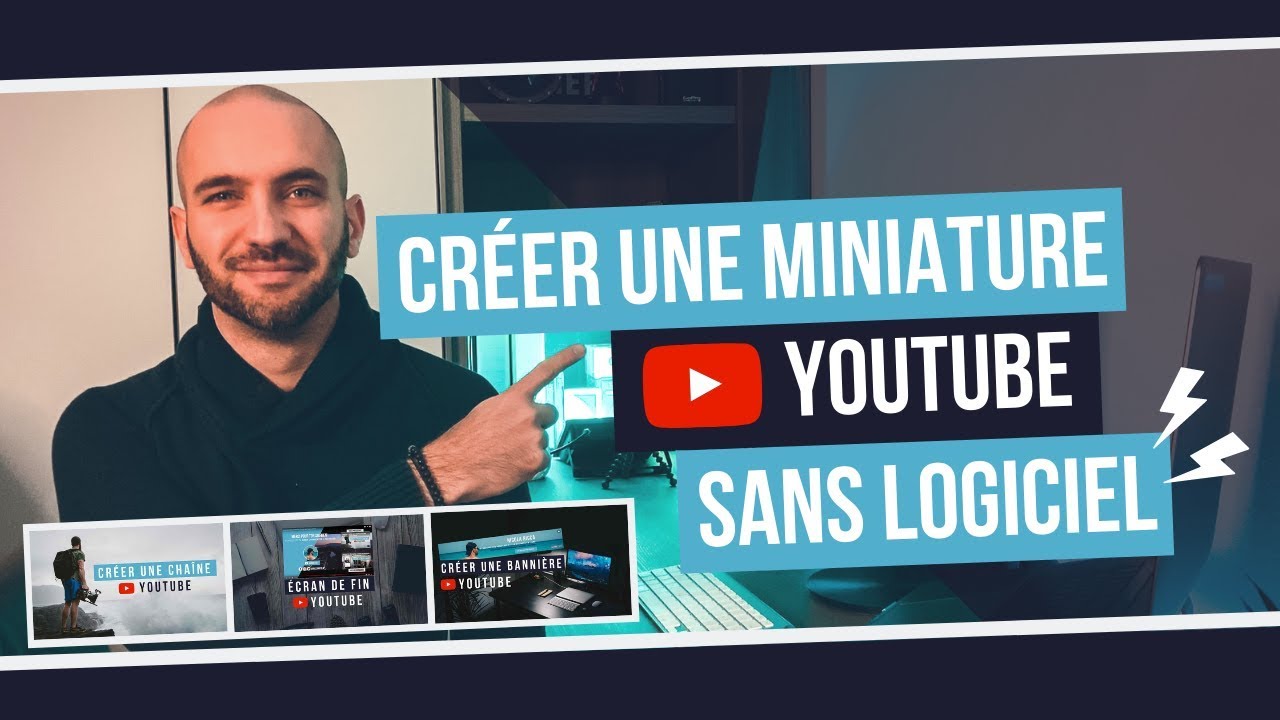 CRÉER UNE MINIATURE
YOUTUBE
SANS LOGICIEL
CRÉER UNE CHAÎNE
YOUTUBE
ÉCRAN DE FIN
YOUTUBE
CRÉER UNE BANNIÈRE
YOUTUBE